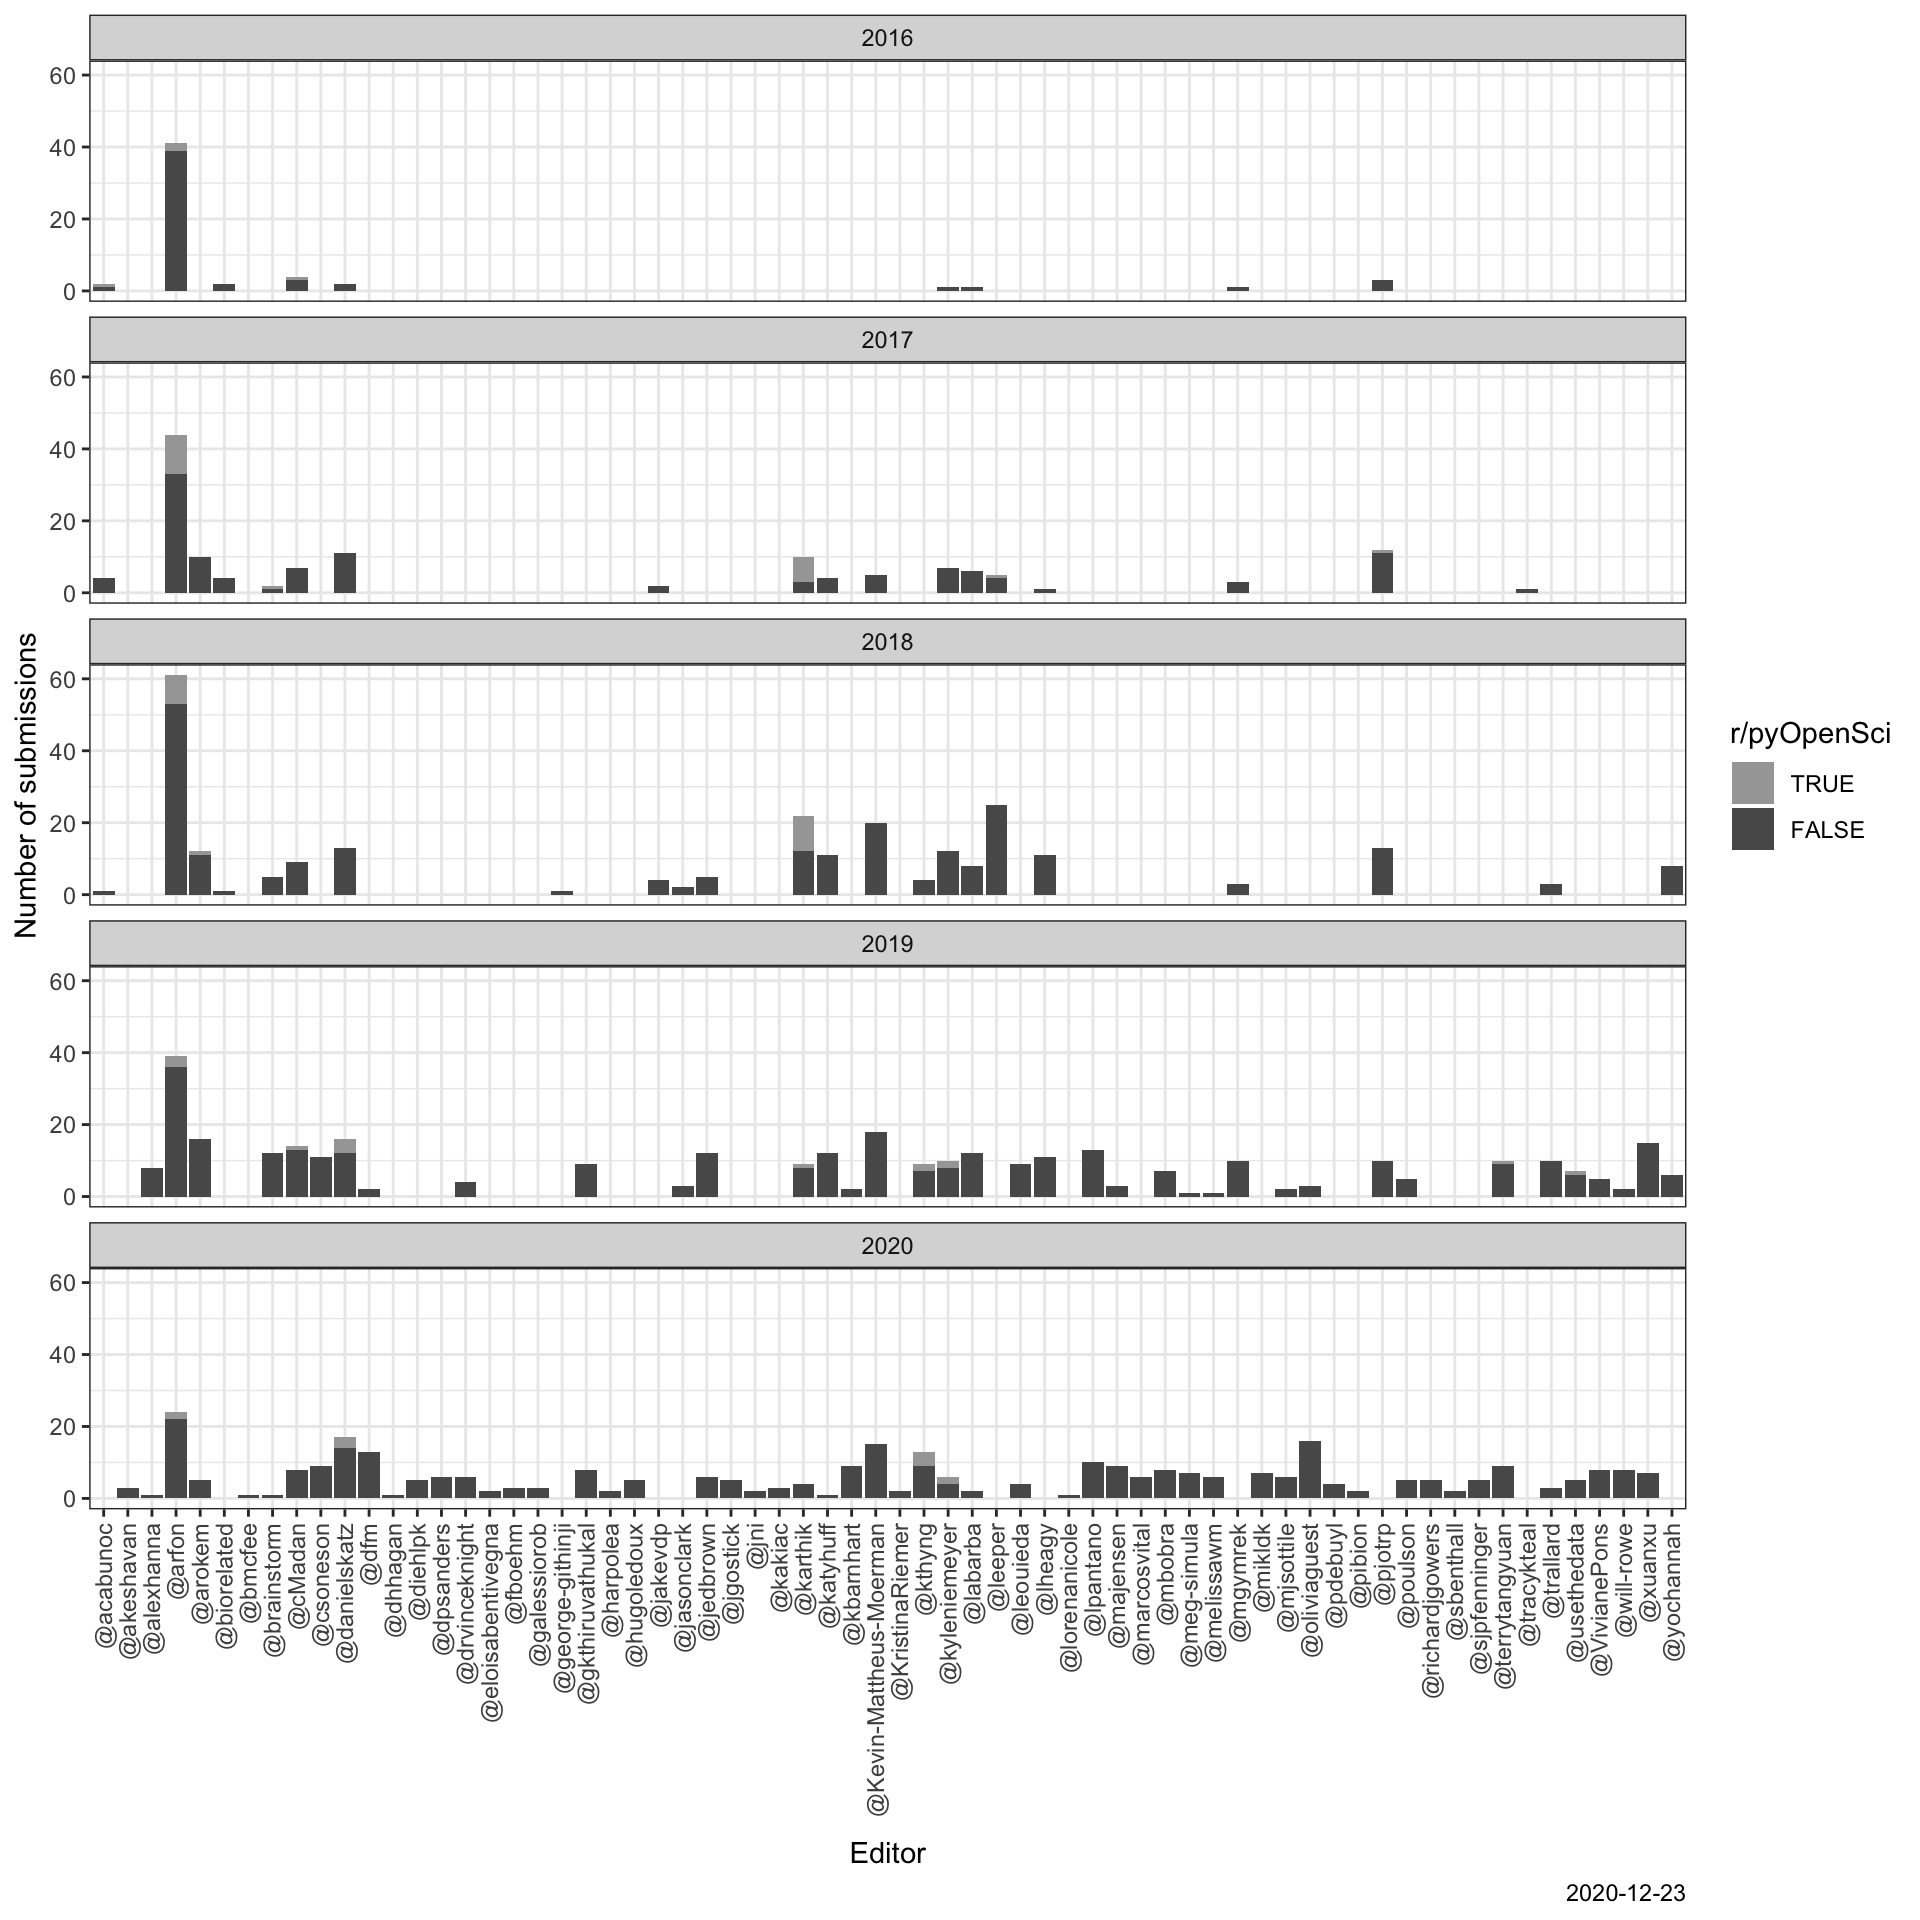 2016
60
40
20
0
2017
60
40
20
0
2018
60
40
20
0
2019
60
40
20
0
2020
60
40
20
0
Number of submissions
@acabunoc
@akeshavan
@alexhanna
@arfon
@arokem
@biorelated
@bmcfee
@brainstorm
@cMadan
@csoneson
@danielskatz
@dfm
@dhhagan
@diehlpk
@dpsanders
@drvinceknight
@eloisabentivegna
@fboehm
@galessiorob
@george-githinji
@gkthiruvathukal
@harpolea
@hugoledoux
@jakevdp
@jasonclark
@jedbrown
@jgostick
@jni
@kakiac
@karthik
@katyhuff
@kbarnhart
@Kevin-Mattheus-Moerman
@KristinaRiemer
@kthyng
@kyleniemeyer
@labarba
@leeper
@leouieda
@lheagy
@lorenanicole
@lpantano
@majensen
@marcosvital
@mbobra
@meg-simula
@melissawm
@mgymrek
@mikldk
@mjsottile
@oliviaguest
@pdebuyl
@pibion
@pjotrp
@poulson
@richardjgowers
@sbenthall
@sjpfenninger
@terrytangyuan
@tracykteal
@trallard
@usethedata
@VivianePons
@will-rowe
@xuanxu
@yochannah
Editor
r/pyOpenSci
TRUE
FALSE
2020-12-23